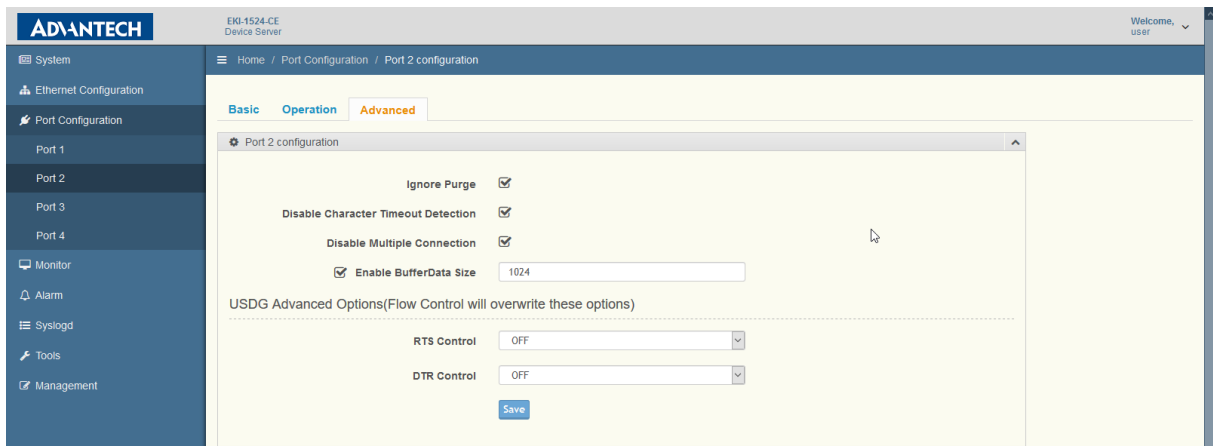 ADVANTECH
EKI-1524-CE
Device Server
Welcome,
user
System
Ethernet Configuration
Port Configuration
Port 1
Port 2
Port 3
Port 4
Monitor
Alarm
Syslogd
Tools
Management
Home / Port Configuration / Port 2 configuration
Basic Operation Advanced
Port 2 configuration
Ignore Purge
Disable Character Timeout Detection
Disable Multiple Connection
Enable BufferData Size 1024
USDG Advanced Options(Flow Control will overwrite these options)
RTS Control OFF
DTR Control OFF
Save